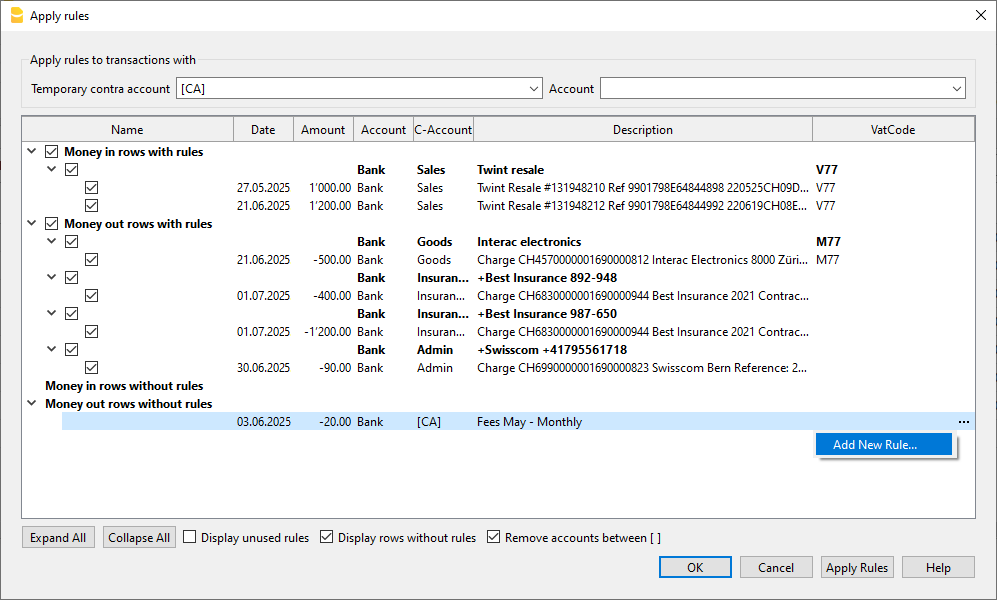 Apply rules
Apply rules to transactions with
Temporary contra account [CA] Account
Name Date Amount Account C-Account Description VatCode
Money in rows with rules
Bank Sales Twint resale V77
27.05.2025 1'000.00 Bank Sales Twint Resale #131948210 Ref 9901798E64844898 220525CH09D... V77
21.06.2025 1'200.00 Bank Sales Twint Resale #131948212 Ref 9901798E64844992 220619CH08E... V77
Money out rows with rules
Bank Goods Interac electronics M77
21.06.2025 -500.00 Bank Goods Charge CH4570000001690000812 Interac Electronics 8000 Züri... M77
Bank Insuran... +Best Insurance 892-948
01.07.2025 -400.00 Bank Insuran... Charge CH6830000001690000944 Best Insurance 2021 Contrac...
Bank Insuran... +Best Insurance 987-650
01.07.2025 -1'200.00 Bank Insuran... Charge CH6830000001690000944 Best Insurance 2021 Contrac...
Bank Admin +Swisscom +41795561718
30.06.2025 -90.00 Bank Admin Charge CH6990000001690000823 Swisscom Bern Reference: 2...
Money in rows without rules
Money out rows without rules
03.06.2025 -20.00 Bank [CA] Fees May - Monthly ...
Add New Rule...
Expand All Collapse All Display unused rules Display rows without rules Remove accounts between [ ]
OK Cancel Apply Rules Help